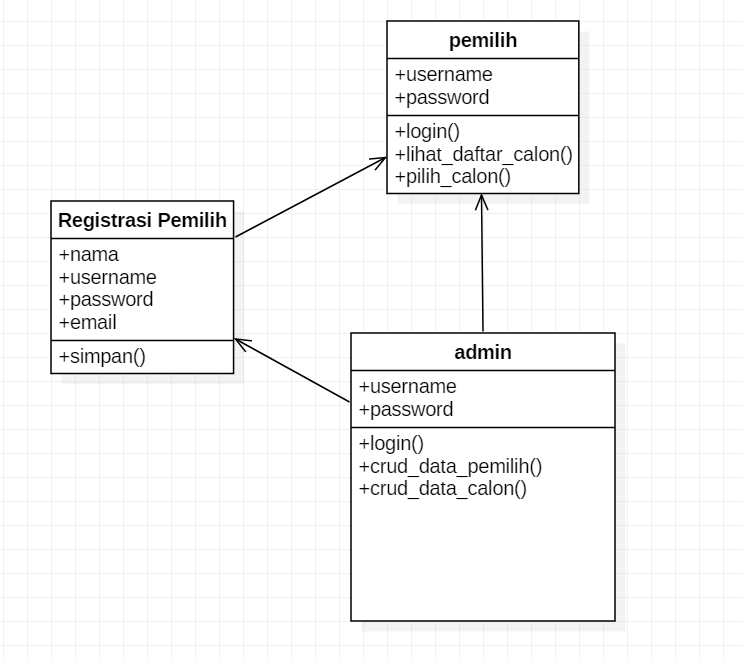 pemilih
+username
+password
+login()
+lihat_daftar_calon()
+pilih_calon()
Registrasi Pemilih
+nama
+username
+password
+email
+simpan()
admin
+username
+password
+login()
+crud_data_pemilih()
+crud_data_calon()